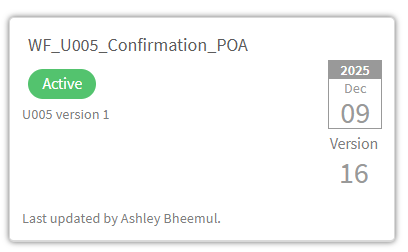 WF_U005_Confirmation_POA
Active
U005 version 1
2025
Dec
09
Version
16
Last updated by Ashley Bheemul.